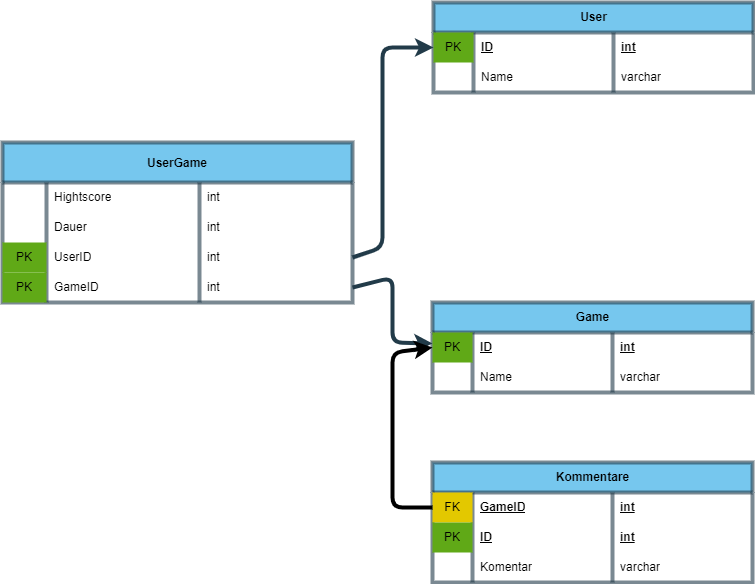 User
PK ID int
Name varchar
UserGame
Hightscore int
Dauer int
PK UserID int
PK GameID int
Game
PK ID int
Name varchar
Kommentare
FK GameID int
PK ID int
Komentar varchar